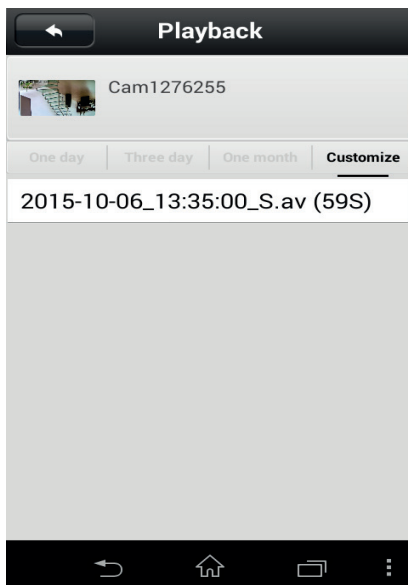 Playback
Cam1276255
One day Three day One month Customize
2015-10-06_13:35:00_S.av (59S)